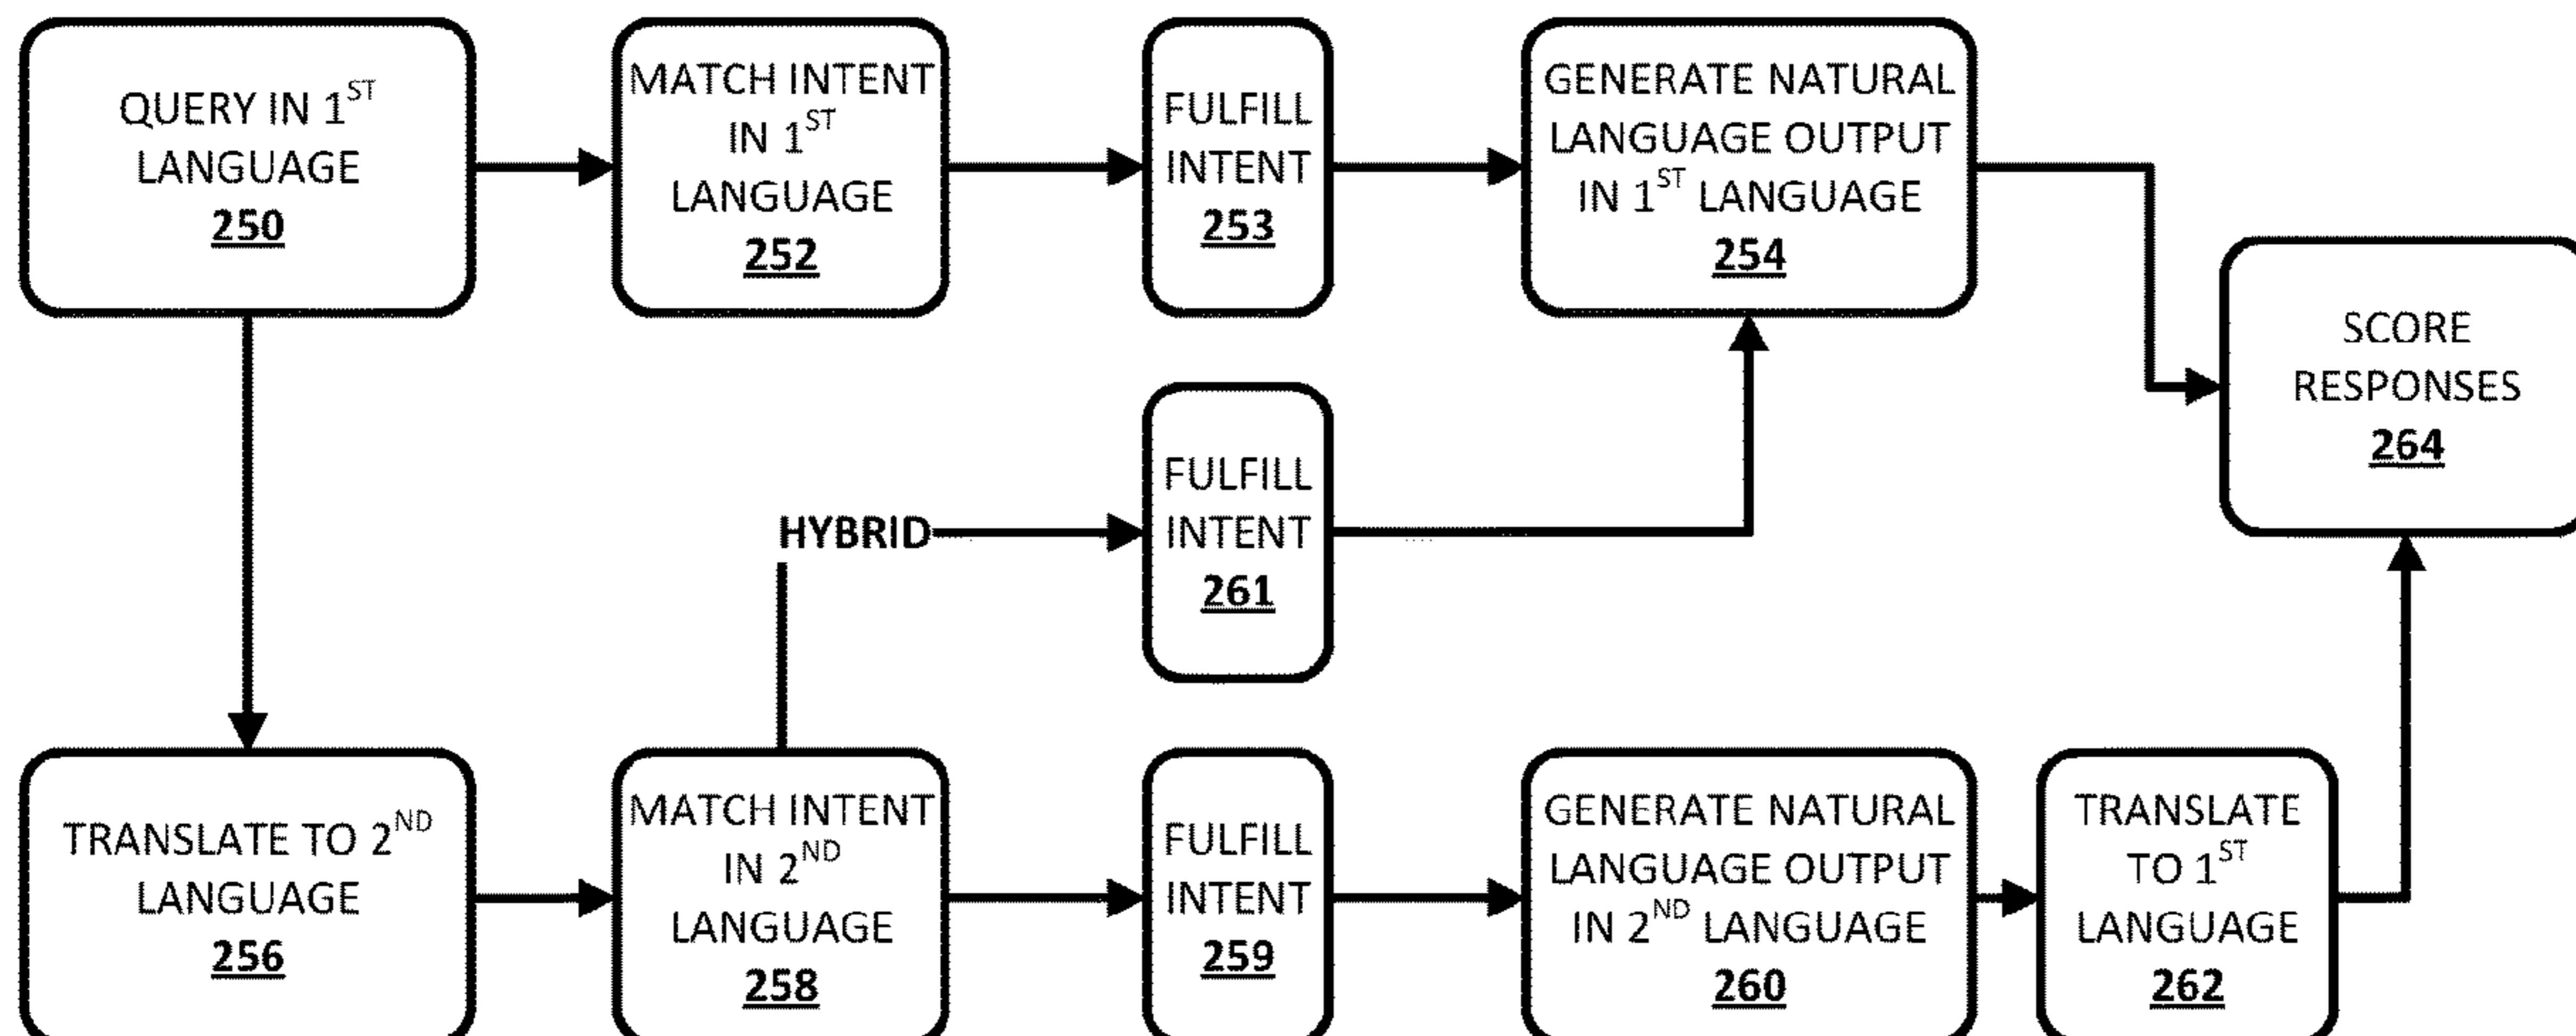 QUERY IN 1ST
LANGUAGE
250
MATCH INTENT
IN 1ST
LANGUAGE
252
FULFILL
INTENT
253
GENERATE NATURAL
LANGUAGE OUTPUT
IN 1ST LANGUAGE
254
SCORE
RESPONSES
264
HYBRID
FULFILL
INTENT
261
TRANSLATE TO 2ND
LANGUAGE
256
MATCH INTENT
IN 2ND
LANGUAGE
258
FULFILL
INTENT
259
GENERATE NATURAL
LANGUAGE OUTPUT
IN 2ND LANGUAGE
260
TRANSLATE
TO 1ST
LANGUAGE
262